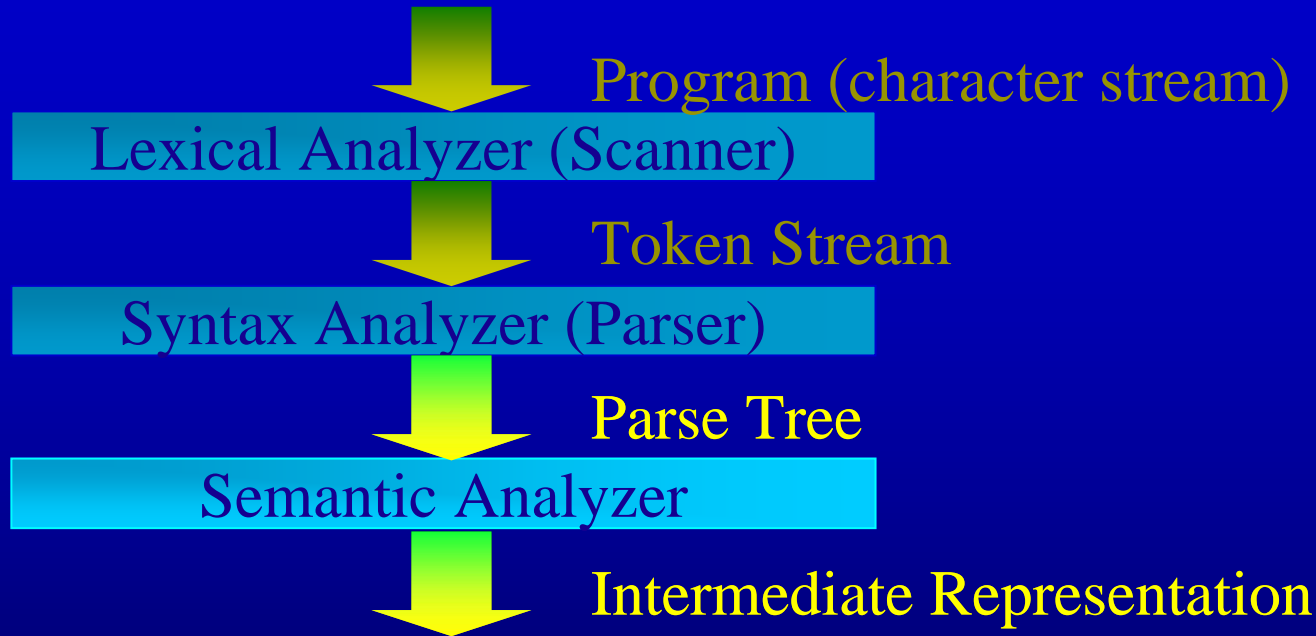 Program (character stream)
Lexical Analyzer (Scanner)
Token Stream
Syntax Analyzer (Parser)
Parse Tree
Semantic Analyzer
Intermediate Representation